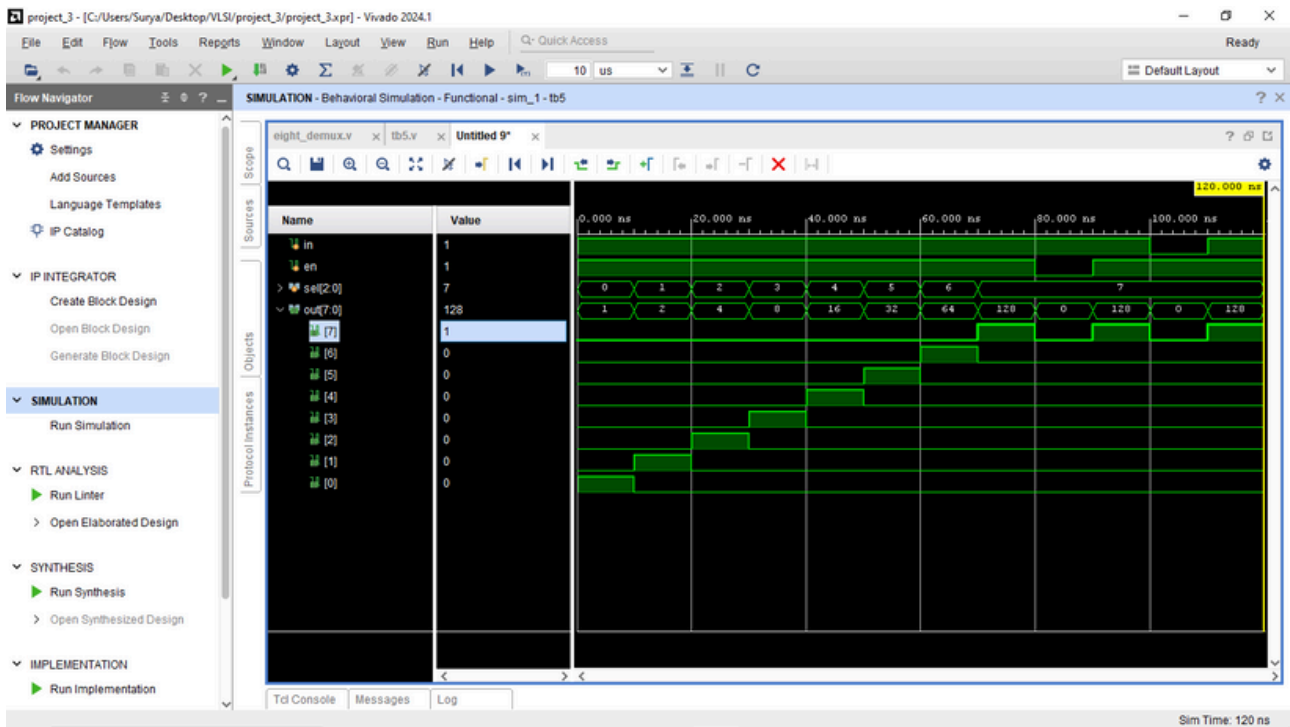 project_3 - [C:/Users/Surya/Desktop/VLSI/project_3/project_3.xpr] - Vivado 2024.1
File Edit Flow Tools Reports Window Layout View Run Help Q- Quick Access Ready
10 us Default Layout
Flow Navigator SIMULATION - Behavioral Simulation - Functional - sim_1 - tb5
PROJECT MANAGER
Settings
Add Sources
Language Templates
IP Catalog
IP INTEGRATOR
Create Block Design
Open Block Design
Generate Block Design
SIMULATION
Run Simulation
RTL ANALYSIS
Run Linter
Open Elaborated Design
SYNTHESIS
Run Synthesis
Open Synthesized Design
IMPLEMENTATION
Run Implementation
Scope
Sources
Objects
Protocol Instances
eight_demux.v tb5.v Untitled 9*
120.000 ns
Name Value 0.000 ns 20.000 ns 40.000 ns 60.000 ns 80.000 ns 100.000 ns
in 1
en 1
sel[2:0] 7 0 1 2 3 4 5 6 7
out[7:0] 128 1 2 4 8 16 32 64 128 0 128 0 128
[7] 1
[6] 0
[5] 0
[4] 0
[3] 0
[2] 0
[1] 0
[0] 0
Tcl Console Messages Log
Sim Time: 120 ns